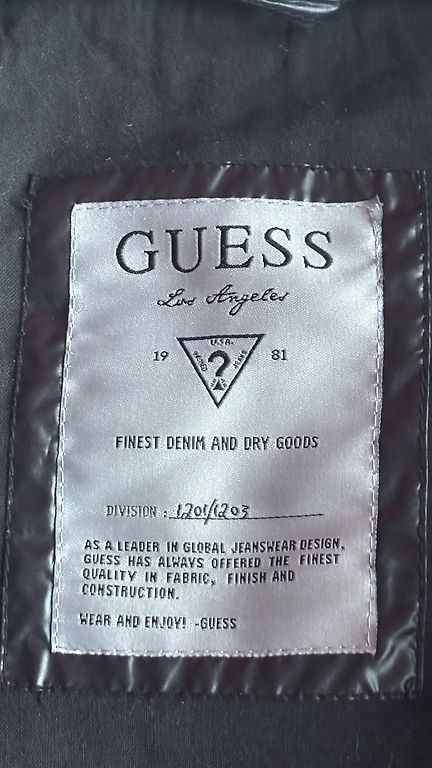 GUESS
Los Angeles
U.S.A.
19 ? 81
FINEST DENIM AND DRY GOODS
DIVISION : 1201/1203
AS A LEADER IN GLOBAL JEANSWEAR DESIGN,
GUESS HAS ALWAYS OFFERED THE FINEST
QUALITY IN FABRIC, FINISH AND
CONSTRUCTION.
WEAR AND ENJOY! -GUESS